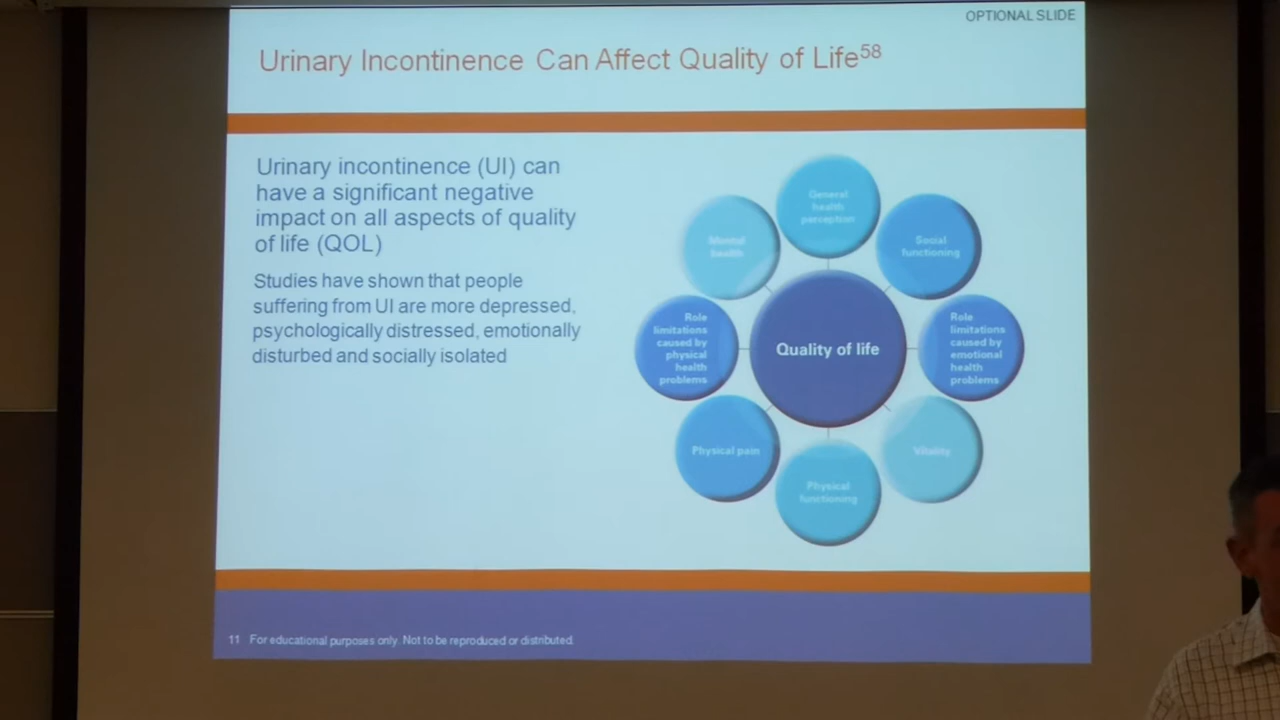 OPTIONAL SLIDE
Urinary Incontinence Can Affect Quality of Life58
Urinary incontinence (UI) can
have a significant negative
impact on all aspects of quality
of life (QOL)
Studies have shown that people
suffering from UI are more depressed,
psychologically distressed, emotionally
disturbed and socially isolated
General
health
perception
Social
functioning
Role
limitations
caused by
emotional
health
problems
Vitality
Physical
functioning
Physical pain
Role
limitations
caused by
physical
health
problems
Mental
health
Quality of life
11 For educational purposes only. Not to be reproduced or distributed.